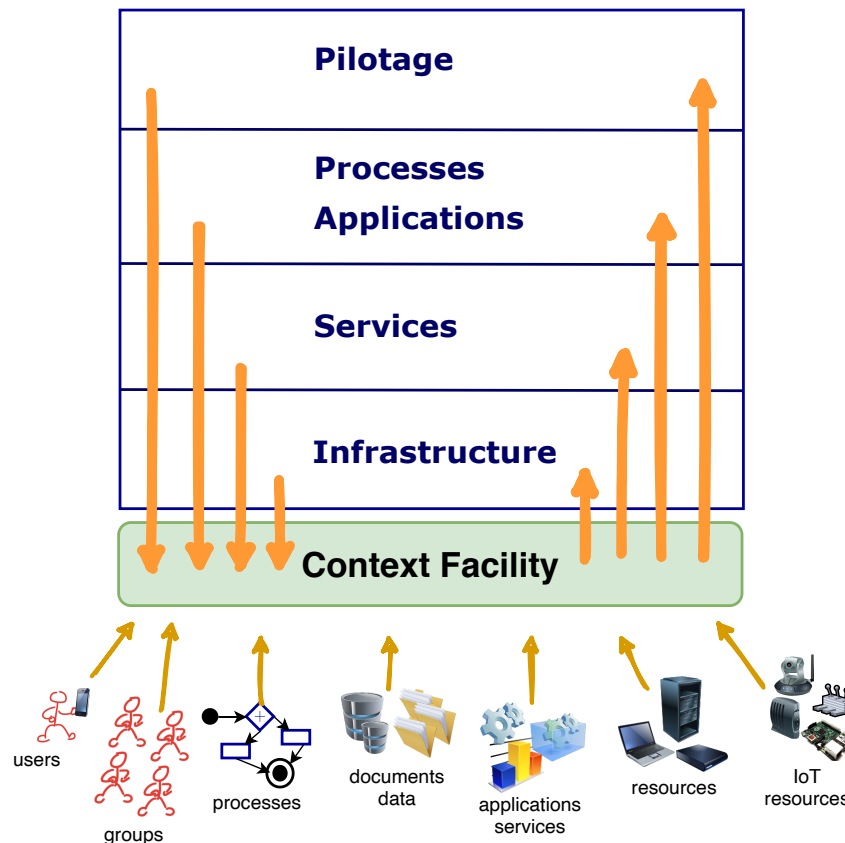 Pilotage
Processes
Applications
Services
Infrastructure
Context Facility
users
groups
processes
documents
data
applications
services
resources
IoT
resources